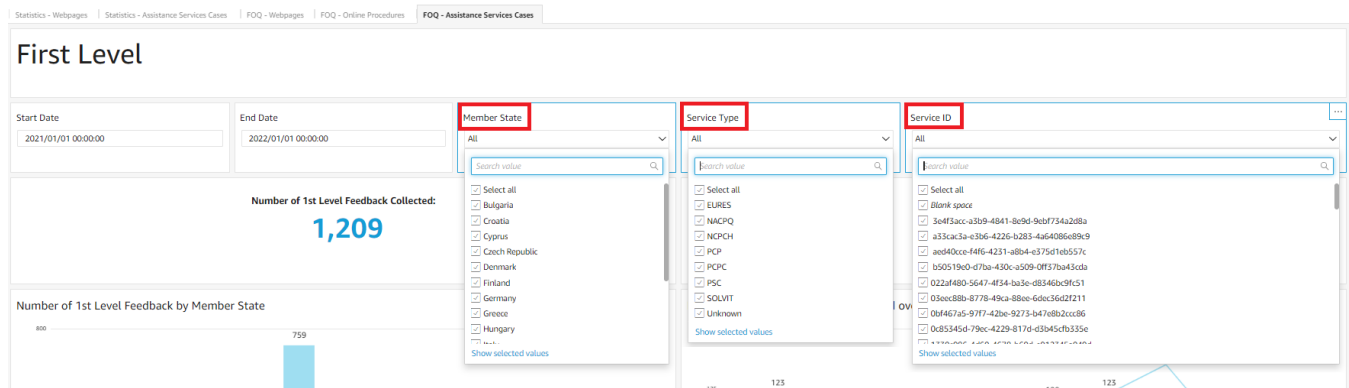 Statistics - Webpages
Statistics - Assistance Services Cases
FOQ - Webpages
FOQ - Online Procedures
FOQ - Assistance Services Cases
First Level
Start Date
2021/01/01 00:00:00
End Date
2022/01/01 00:00:00
Member State
All
Search value
Select all
Bulgaria
Croatia
Cyprus
Czech Republic
Denmark
Finland
Germany
Greece
Hungary
Show selected values
Service Type
All
Search value
Select all
EURES
NACPQ
NCPCH
PCP
PCPC
PSC
SOLVIT
Unknown
Show selected values
Service ID
All
Search value
Select all
Blank space
3e4f3acc-a3b9-4841-8e9d-9ebf734a2d8a
a33cac3a-e3b6-4226-b283-4a64086e89c9
aed40cce-f4f6-4231-a8b4-e375d1eb557c
b50519e0-d7ba-430c-a509-0ff37ba43cda
022af480-5647-4f34-ba3e-d8346bc9fc51
03eec88b-8778-49ca-88ee-6dec36d2f211
0bf467a5-97f7-42be-9273-b47e8b2ccc86
0c85345d-79ec-4229-817d-d3b45cfb335e
Show selected values
Number of 1st Level Feedback Collected:
1,209
Number of 1st Level Feedback by Member State
800
759
123
123